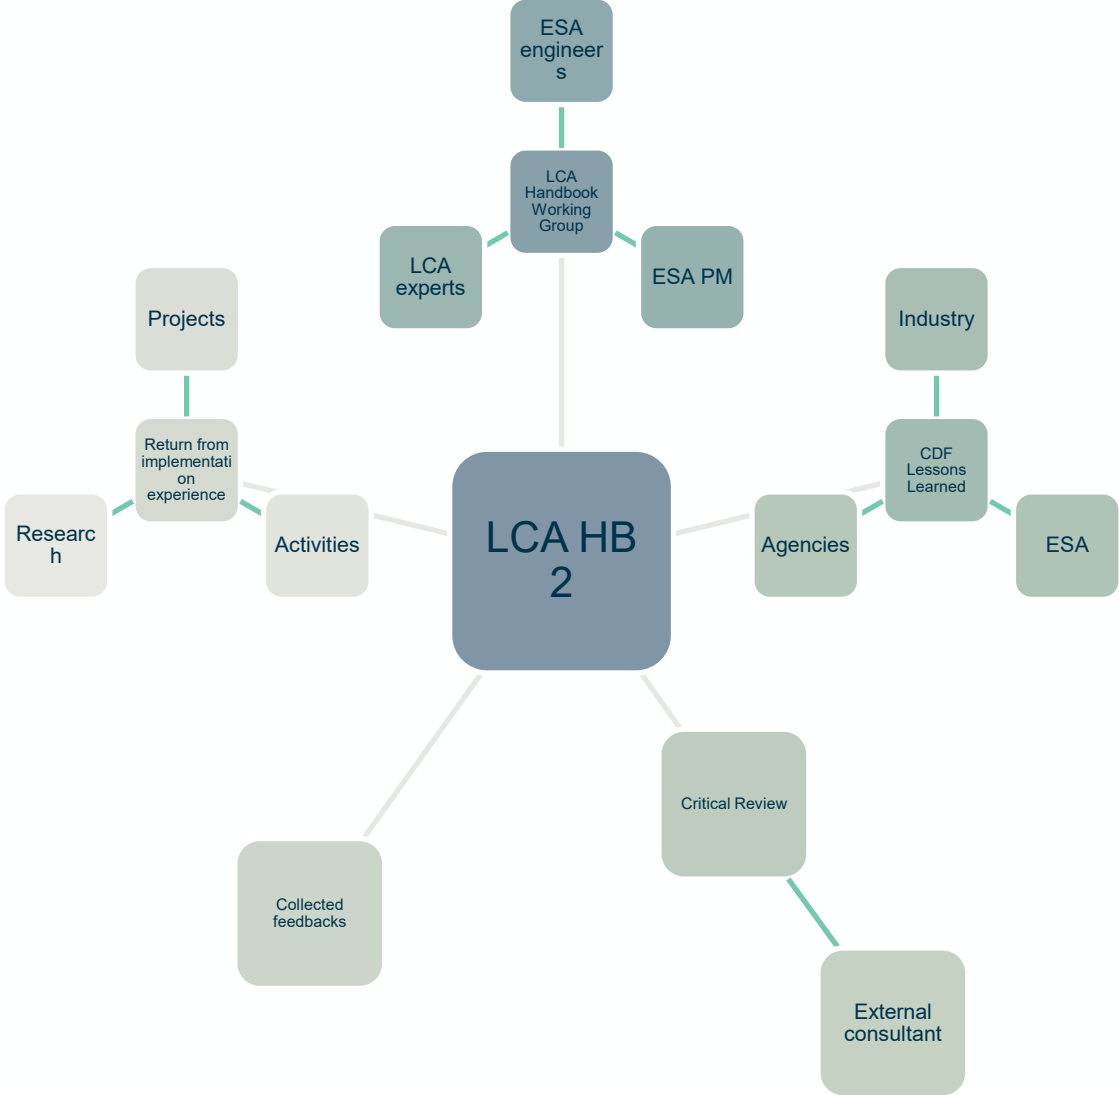 ESA
engineer
s
LCA
Handbook
Working
Group
LCA
experts
ESA PM
Projects
Return from
implementati
on
experience
Researc
h
Activities
Industry
CDF
Lessons
Learned
Agencies
ESA
LCA HB
2
Critical Review
Collected
feedbacks
External
consultant